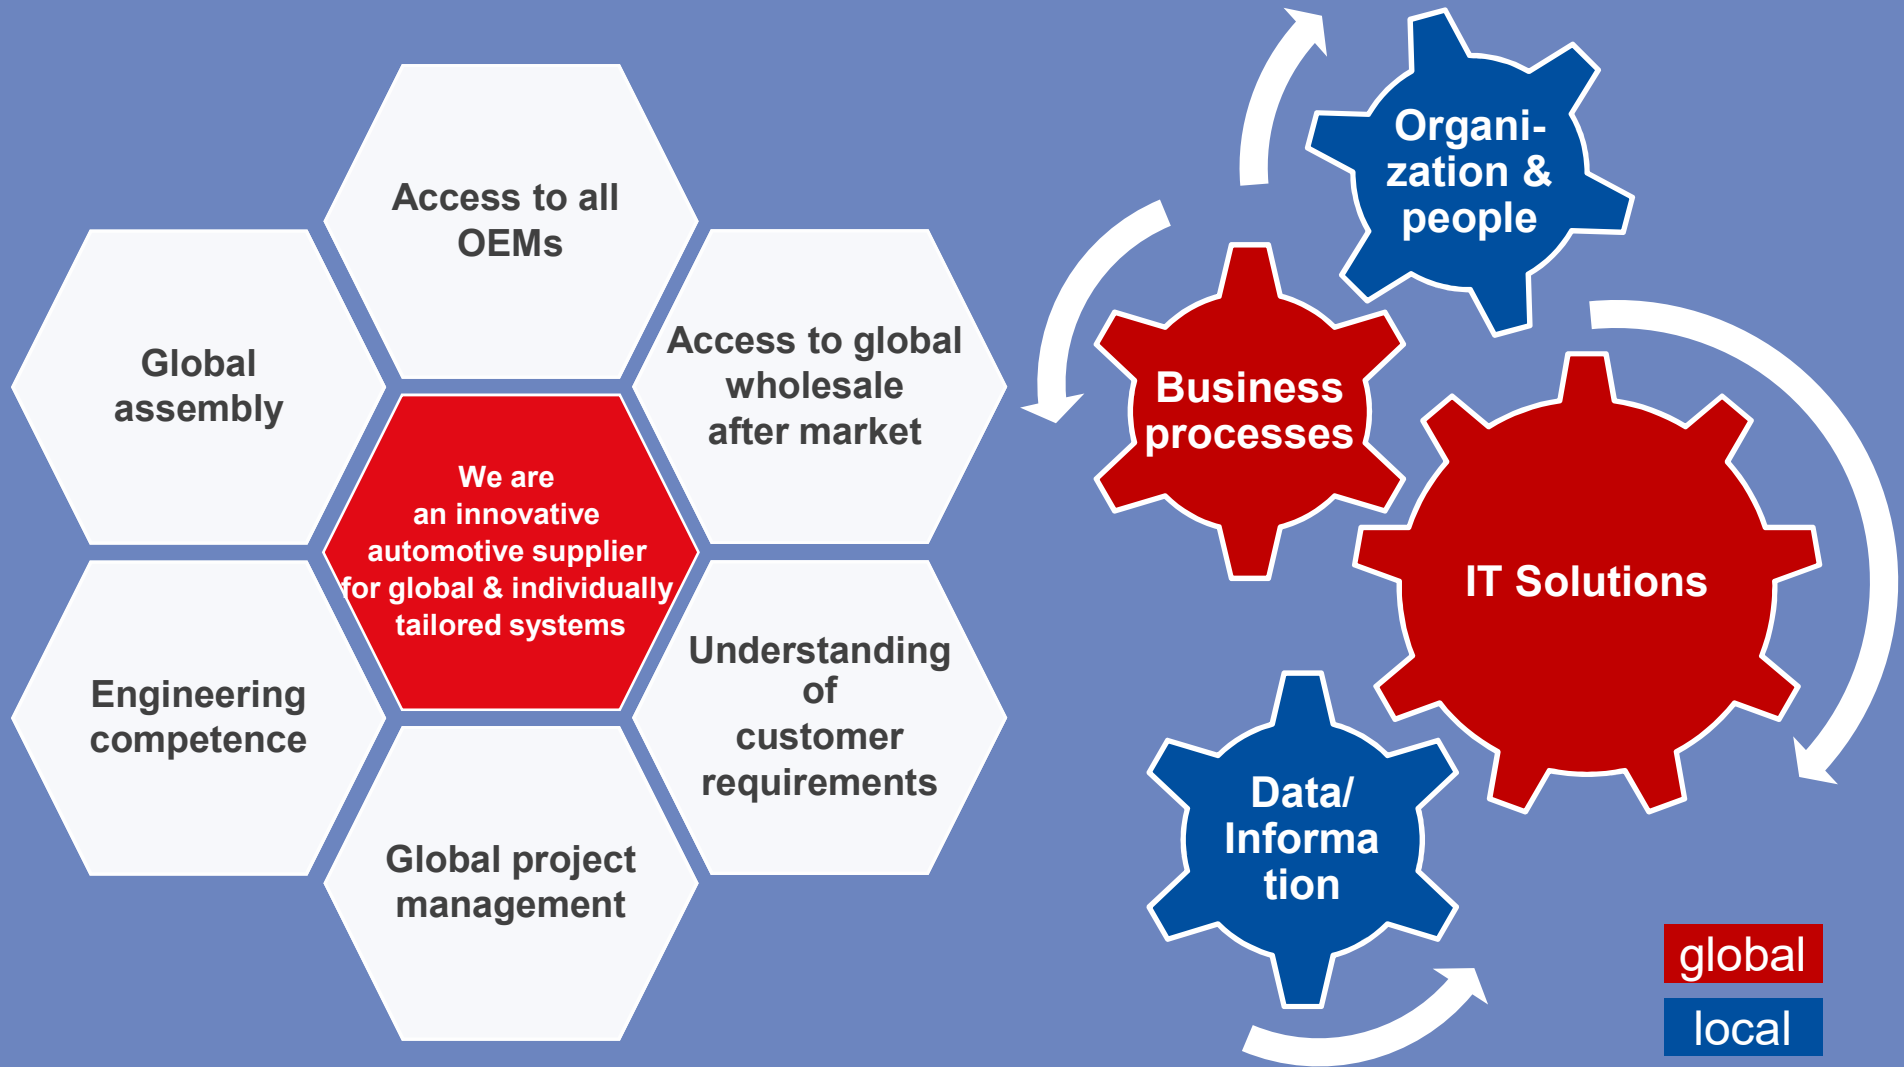 Access to all
OEMs
Global
assembly
Access to global
wholesale
after market
We are
an innovative
automotive supplier
for global & individually
tailored systems
Engineering
competence
Understanding
of
customer
requirements
Global project
management
Organi-
zation &
people
Business
processes
IT Solutions
Data/
Informa
tion
global
local